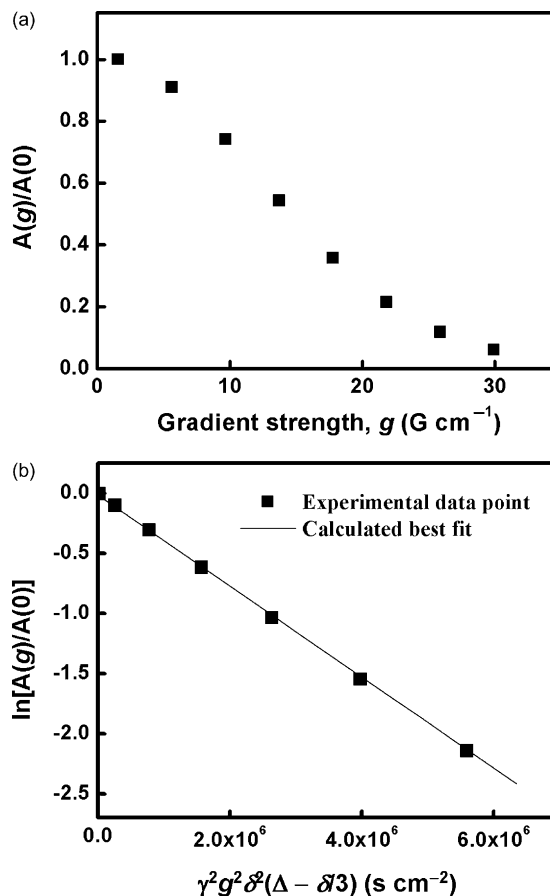 (a)
A(g)/A(0)
1.0
0.8
0.6
0.4
0.2
0.0
0 10 20 30
Gradient strength, g (G cm⁻¹)
(b)
ln[A(g)/A(0)]
0.0
-0.5
-1.0
-1.5
-2.0
-2.5
Experimental data point
Calculated best fit
0.0 2.0x10⁶ 4.0x10⁶ 6.0x10⁶
γ²g²δ²(Δ – δ/3) (s cm⁻²)